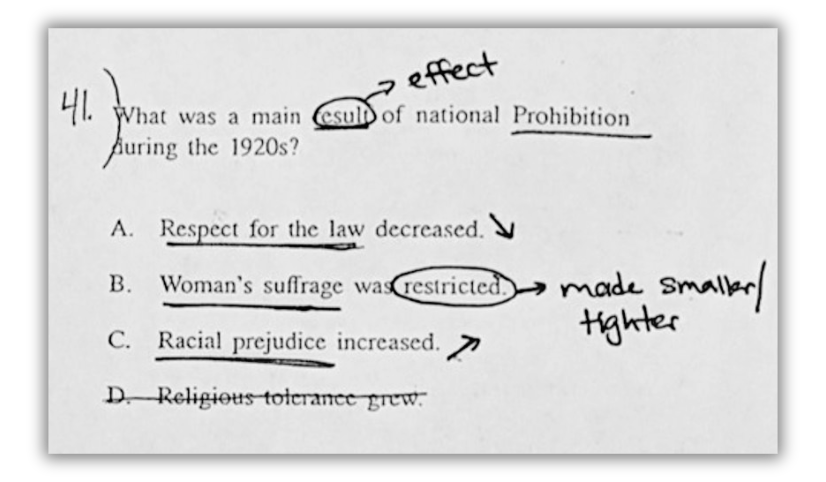 → effect
41. What was a main result of national Prohibition
during the 1920s?
A. Respect for the law decreased. ↘
B. Woman's suffrage was restricted. → made smaller/
tighter
C. Racial prejudice increased. ↗
D. Religious tolerance grew.